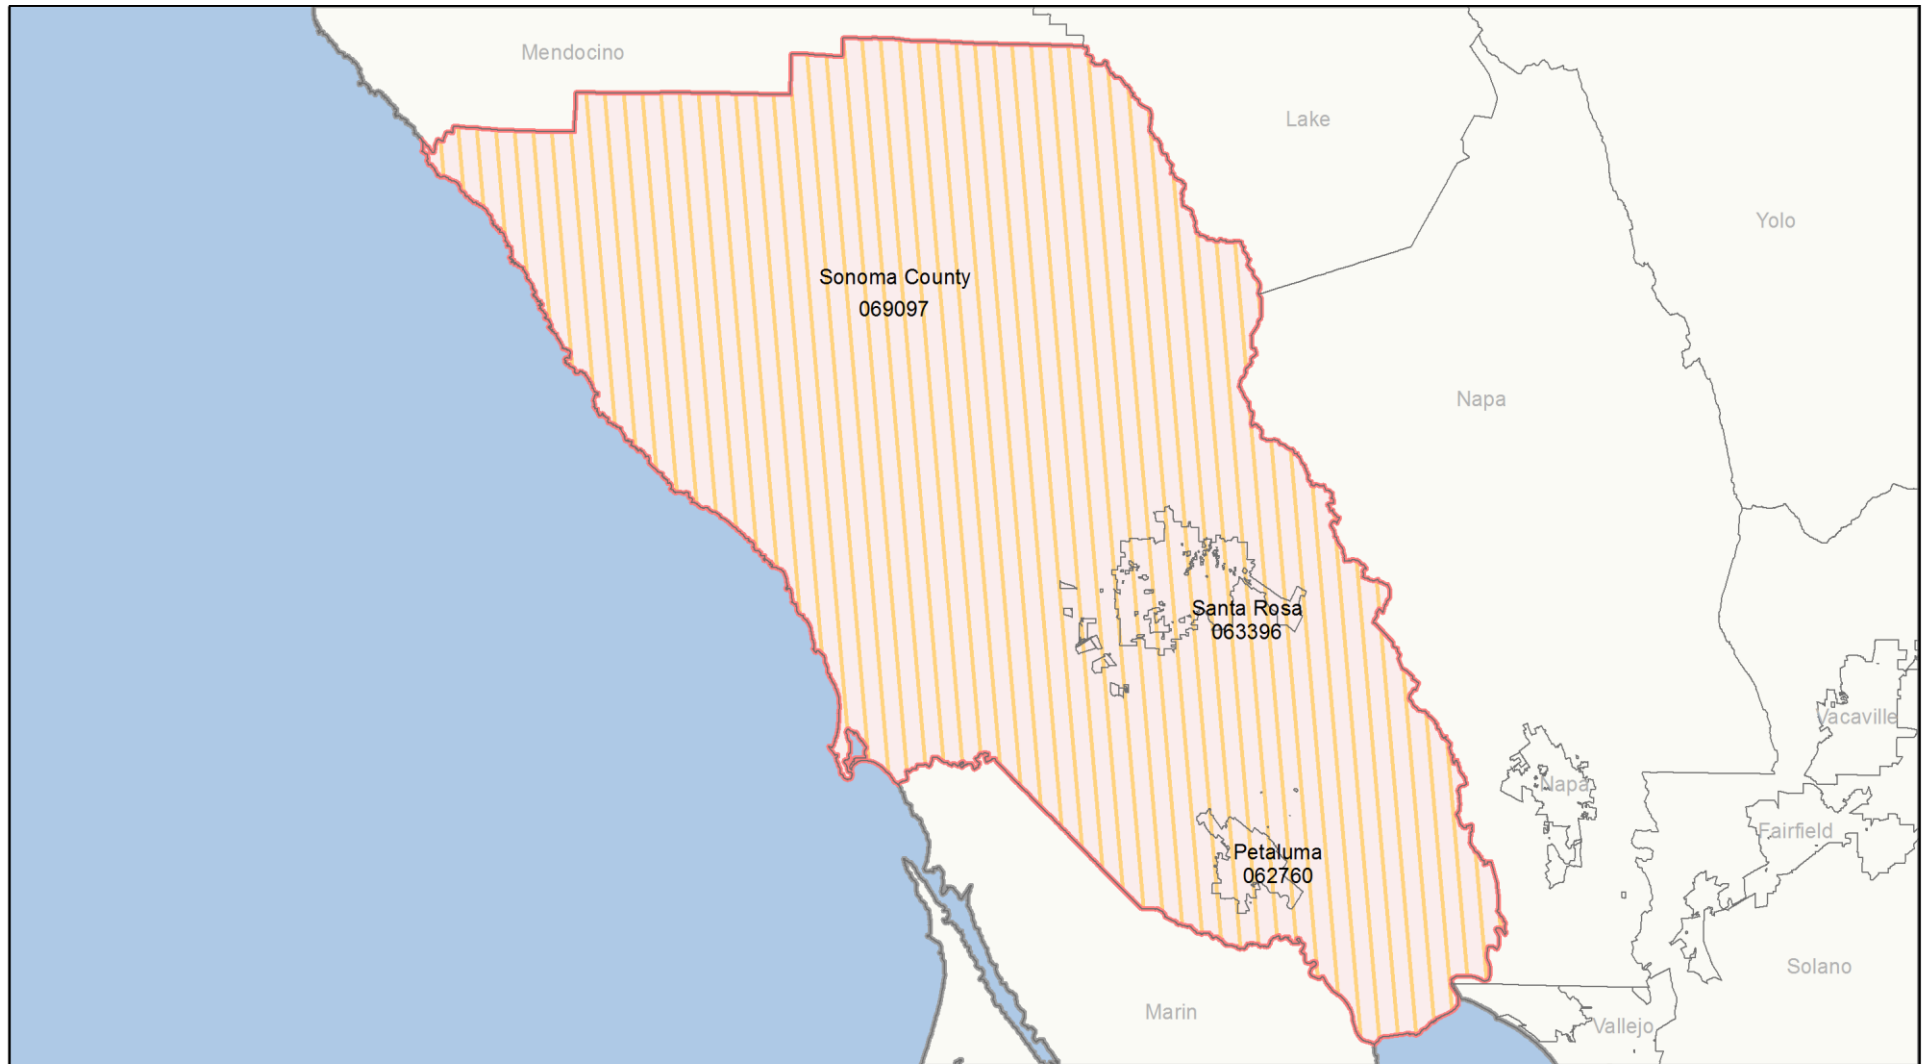 Mendocino
Lake
Yolo
Sonoma County
069097
Napa
Santa Rosa
063396
Vacaville
Napa
Fairfield
Petaluma
062760
Solano
Marin
Vallejo